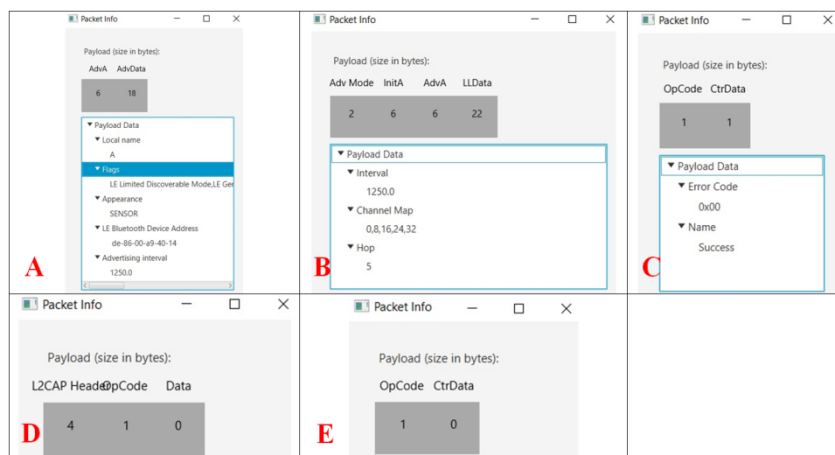 Packet Info
Payload (size in bytes):
AdvA AdvData
6 18
Payload Data
Local name
A
Flags
LE Limited Discoverable Mode,LE Ger
Appearance
SENSOR
LE Bluetooth Device Address
de-86-00-a9-40-14
Advertising interval
1250.0
A
Packet Info
Payload (size in bytes):
Adv Mode InitA AdvA LLData
2 6 6 22
Payload Data
Interval
1250.0
Channel Map
0,8,16,24,32
Hop
5
B
Packet Info
Payload (size in bytes):
OpCode CtrData
1 1
Payload Data
Error Code
0x00
Name
Success
C
Packet Info
Payload (size in bytes):
L2CAP Header OpCode Data
4 1 0
D
Packet Info
Payload (size in bytes):
OpCode CtrData
1 0
E